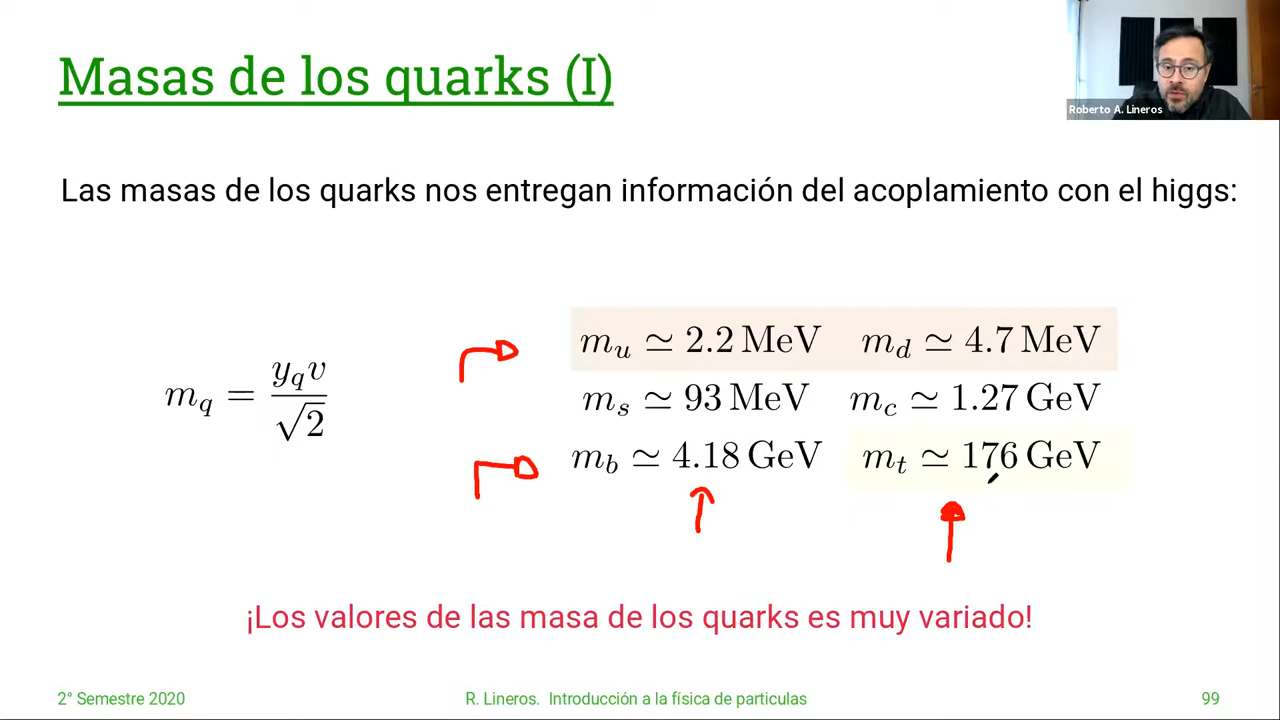 Masas de los quarks (I)
Roberto A. Lineros
Las masas de los quarks nos entregan información del acoplamiento con el higgs:
m_q = \frac{y_q v}{\sqrt{2}}
m_u ≃ 2.2 MeV m_d ≃ 4.7 MeV
m_s ≃ 93 MeV m_c ≃ 1.27 GeV
m_b ≃ 4.18 GeV m_t ≃ 176 GeV
¡Los valores de las masa de los quarks es muy variado!
2° Semestre 2020 R. Lineros. Introducción a la física de particulas 99